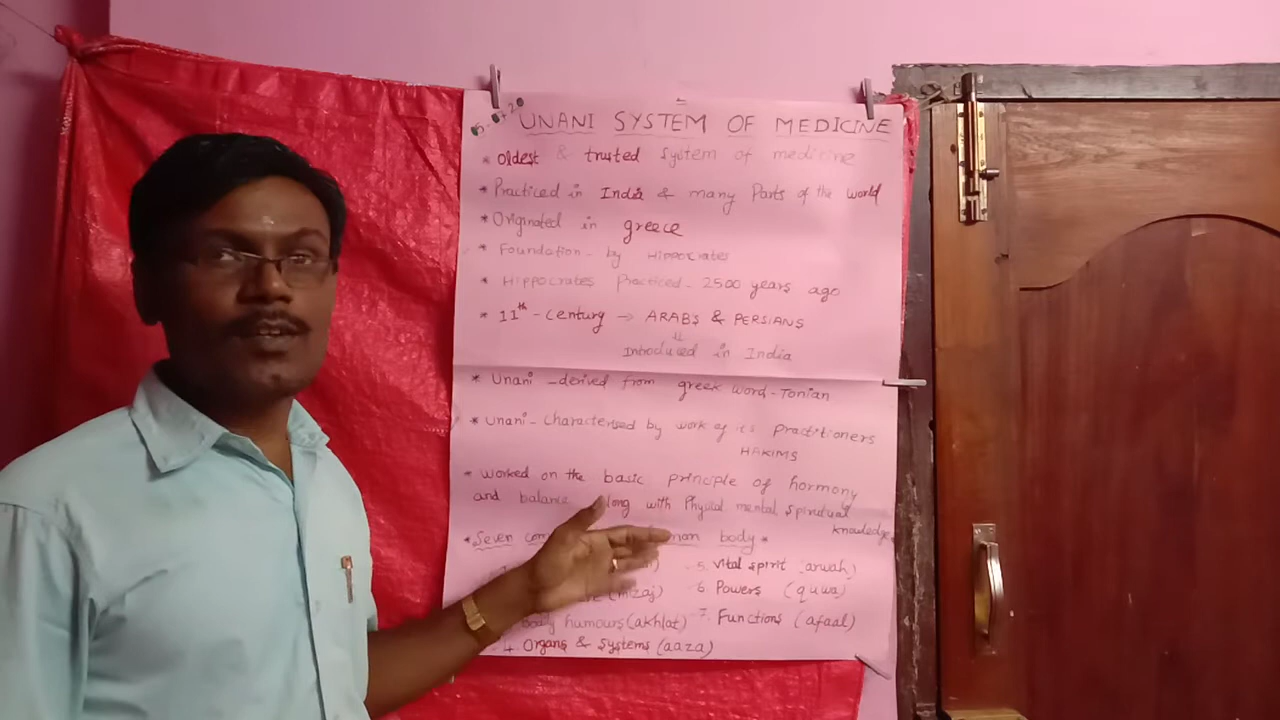 UNANI SYSTEM OF MEDICINE
* Oldest & trusted system of medicine
* Practiced in India & many Parts of the world
* Originated in greece
* Foundation - by HIPPOCRATES
* HIPPOCRATES Practiced - 2500 years ago
* 11th - Century → ARABS & PERSIANS
Introduced in India
* Unani - derived from greek word - Tonian
* Unani - Characterised by work of its Practitioners
HAKIMS
* Worked on the basic principle of hormony
and balance along with Physical mental spiritual
knowledge
* Seven body *
5. Vital spirit (arwah)
(mizaj) 6. Powers (quwa)
body humours (akhlat) 7. Functions (afaal)
4. Organs & Systems (aaza)